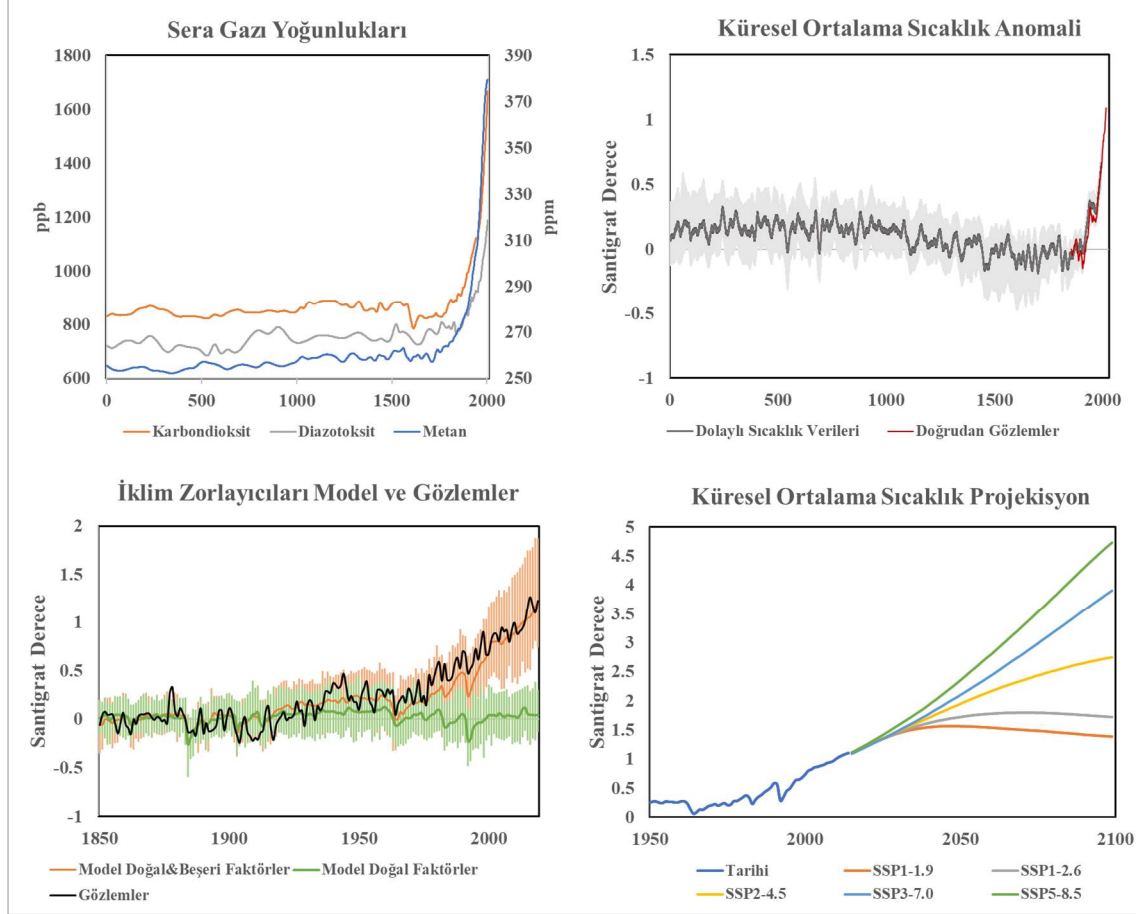 Sera Gazı Yoğunlukları
1800
1600
1400
1200
1000
800
600
ppb
390
370
350
330
310
290
270
250
ppm
0 500 1000 1500 2000
Karbondioksit Diazotoksit Metan
Küresel Ortalama Sıcaklık Anomali
1.5
1
0.5
0
-0.5
-1
Santigrat Derece
0 500 1000 1500 2000
Dolaylı Sıcaklık Verileri Doğrudan Gözlemler
İklim Zorlayıcıları Model ve Gözlemler
2
1.5
1
0.5
0
-0.5
-1
Santigrat Derece
1850 1900 1950 2000
Model Doğal&Beşeri Faktörler Model Doğal Faktörler
Gözlemler
Küresel Ortalama Sıcaklık Projekisyon
5
4.5
4
3.5
3
2.5
2
1.5
1
0.5
0
Santigrat Derece
1950 2000 2050 2100
Tarihi SSP1-1.9 SSP1-2.6
SSP2-4.5 SSP3-7.0 SSP5-8.5